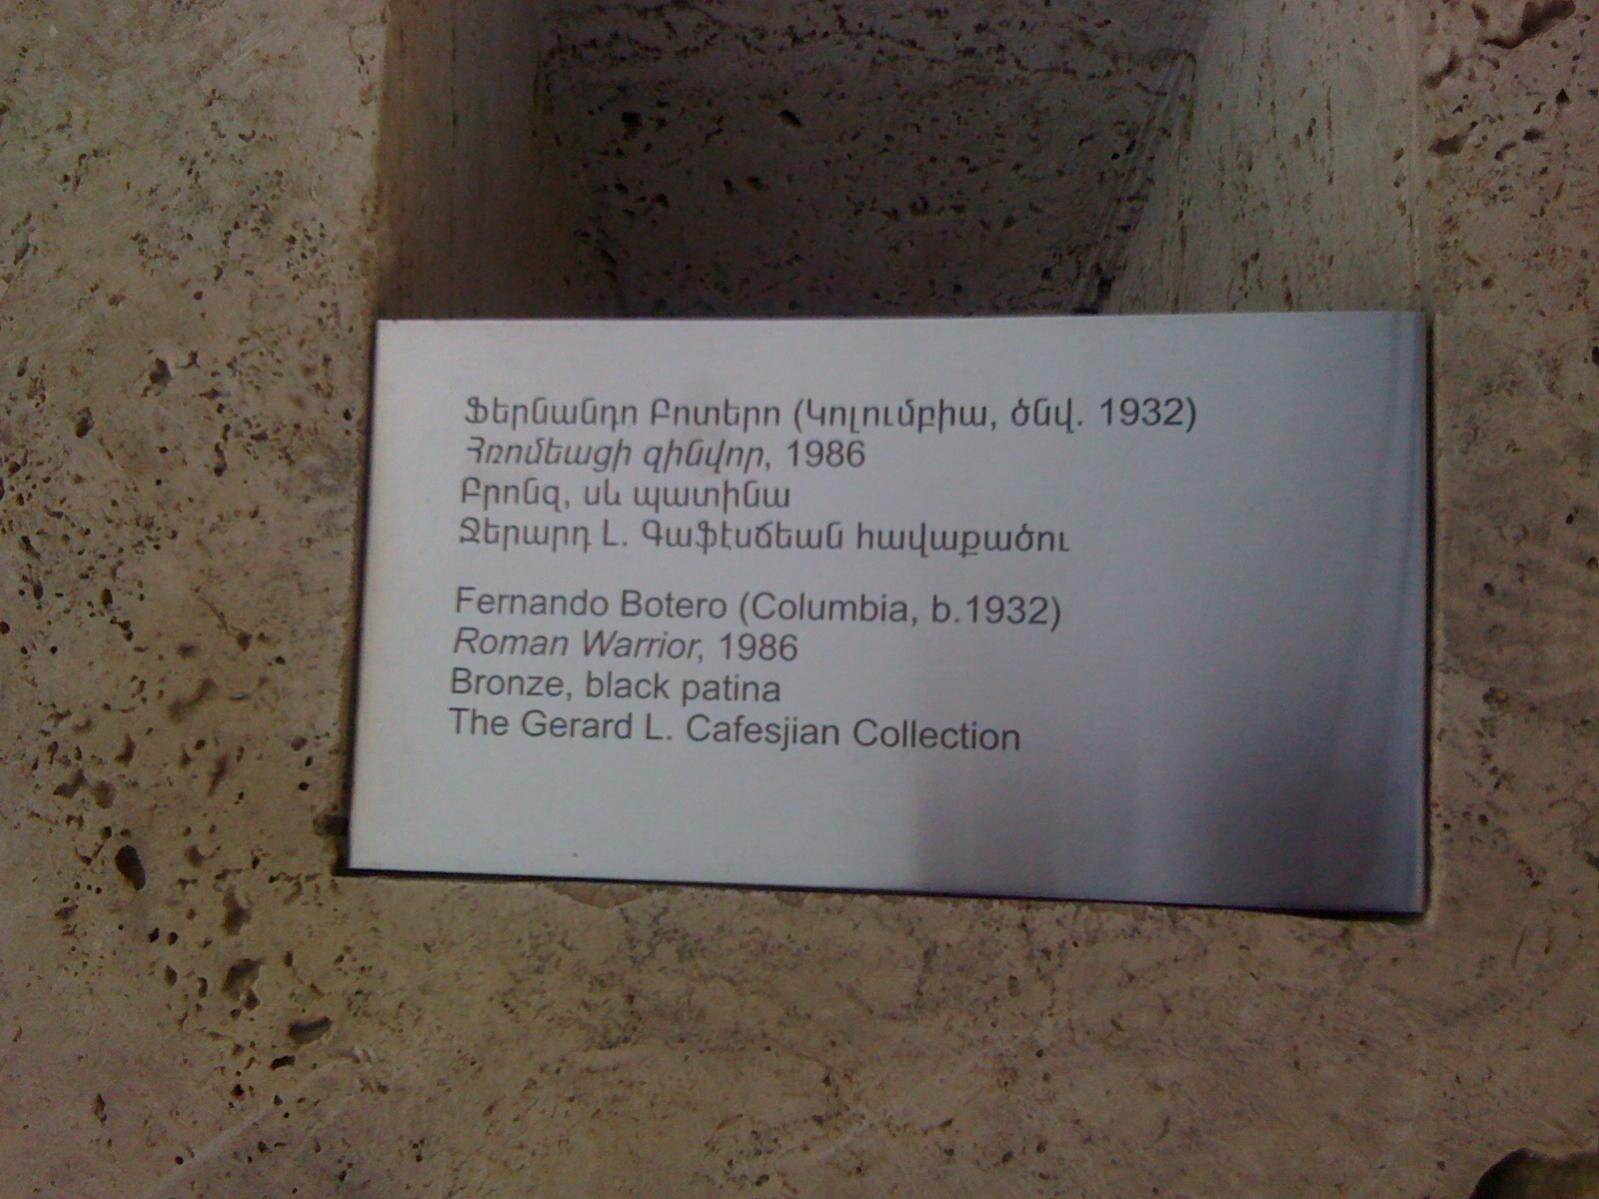 Ֆերնանդո Բոտերո (Կոլումբիա, ծնվ. 1932)
Հռոմեացի զինվոր, 1986
Բրոնզ, սև պատինա
Ջերարդ Լ. Գաֆէսճեան հավաքածու
Fernando Botero (Columbia, b.1932)
Roman Warrior, 1986
Bronze, black patina
The Gerard L. Cafesjian Collection